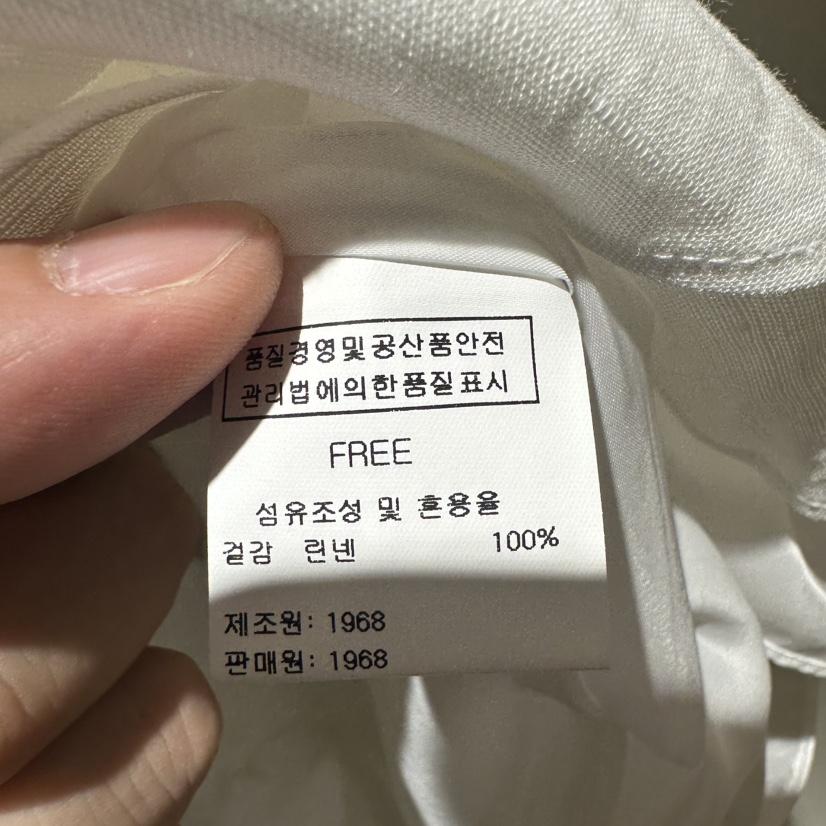 품질경영및공산품안전
관리법에의한품질표시
FREE
섬유조성 및 혼용율
겉감 린넨 100%
제조원: 1968
판매원: 1968